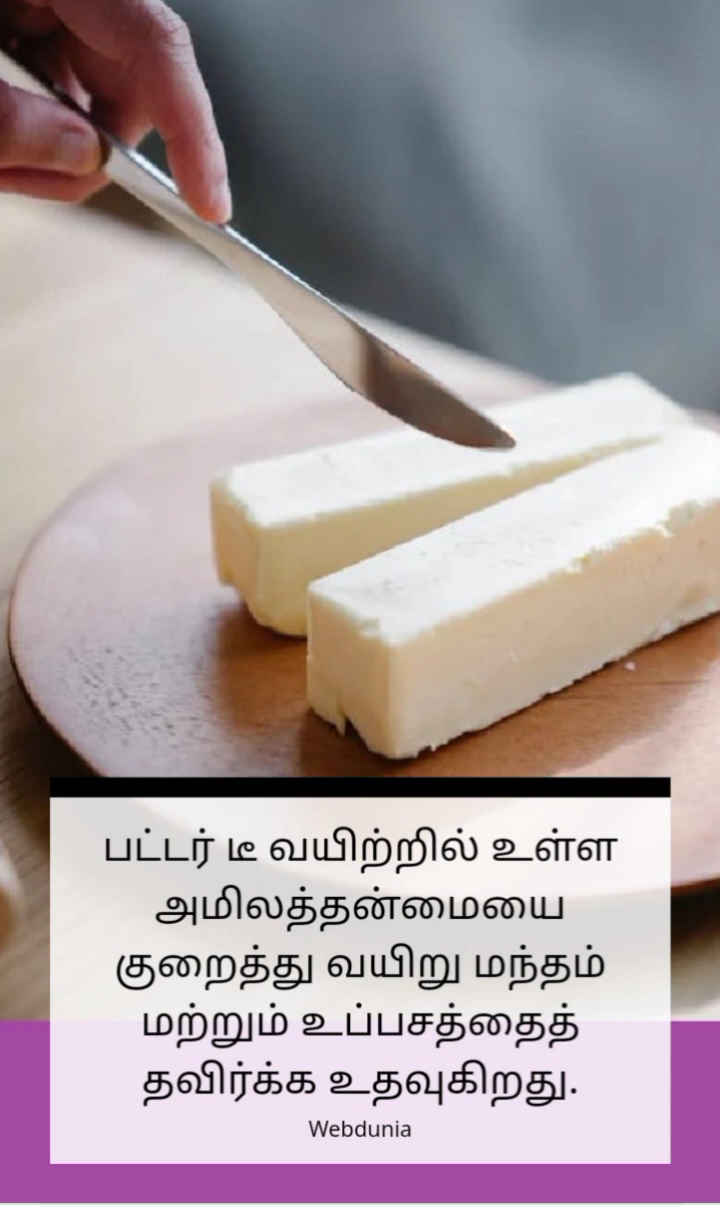 பட்டர் டீ வயிற்றில் உள்ள
அமிலத்தன்மையை
குறைத்து வயிறு மந்தம்
மற்றும் உப்பசத்தைத்
தவிர்க்க உதவுகிறது.
Webdunia